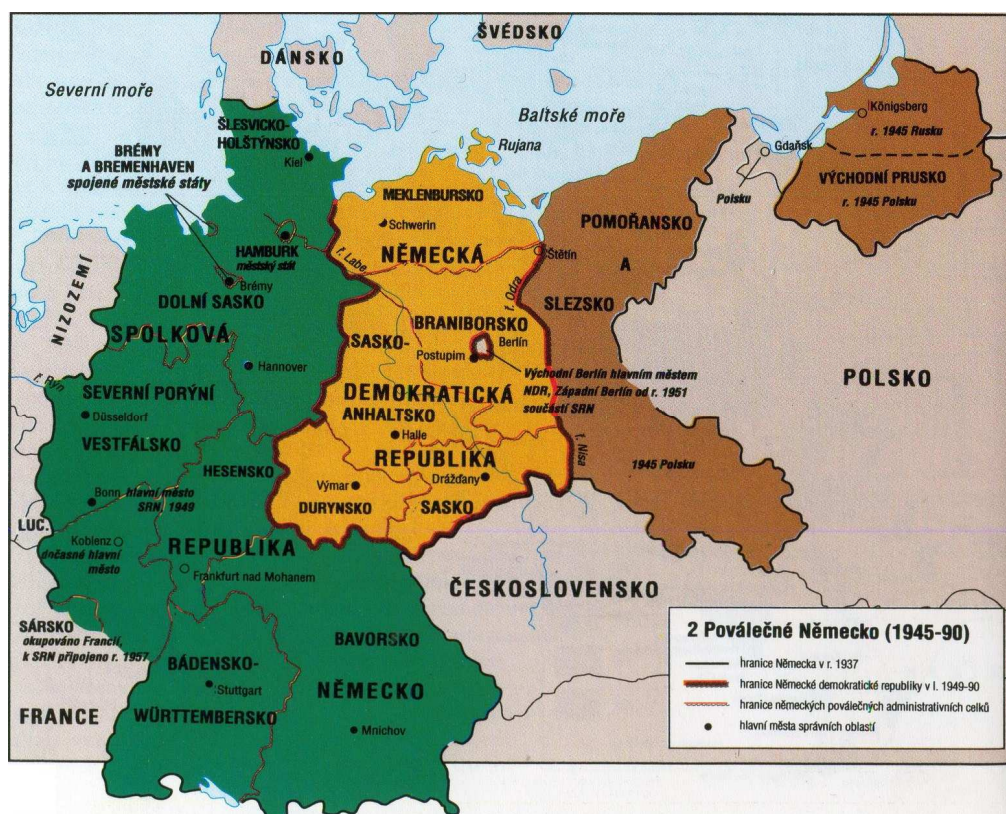 ŠVÉDSKO
DÁNSKO
Severní moře
Baltské moře
Königsberg
r. 1945 Rusku
ŠLESVICKO-
HOLŠTÝNSKO
Kiel
Rujana
Gdaňsk
BRÉMY
A BREMENHAVEN
spojené městské státy
VÝCHODNÍ PRUSKO
r. 1945 Polsku
MEKLENBURSKO
Polsku
Schwerin
POMOŘANSKO
HAMBURK
městský stát
ř. Labe
NĚMECKÁ
Štětín
A
Brémy
ř. Odra
NIZOZEMÍ
DOLNÍ SASKO
SLEZSKO
SPOLKOVÁ
BRANIBORSKO
SASKO-
Berlín
Postupim
Hannover
Východní Berlín hlavním městem
NDR, Západní Berlín od r. 1951
součástí SRN
POLSKO
ř. Rýn
SEVERNÍ PORÝNÍ
DEMOKRATICKÁ
Düsseldorf
ANHALTSKO
Halle
VESTFÁLSKO
ř. Nisa
REPUBLIKA
1945 Polsku
HESENSKO
Drážďany
Výmar
Bonn hlavní město
SRN, 1949
DURYNSKO
SASKO
LUC.
Koblenz
dočasné hlavní
město
REPUBLIKA
Frankfurt nad Mohanem
ČESKOSLOVENSKO
SÁRSKO
okupováno Francií,
k SRN připojeno r. 1957
BAVORSKO
BÁDENSKO-
Stuttgart
NĚMECKO
FRANCE
WÜRTTEMBERSKO
Mnichov
2 Poválečné Německo (1945-90)
hranice Německa v r. 1937
hranice Německé demokratické republiky v l. 1949-90
hranice německých poválečných administrativních celků
hlavní města správních oblastí